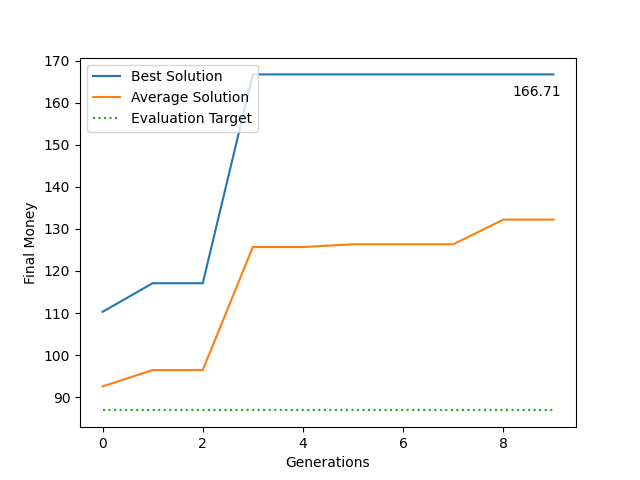 Best Solution
Average Solution
Evaluation Target
166.71
170
160
150
140
130
120
110
100
90
Final Money
0 2 4 6 8
Generations